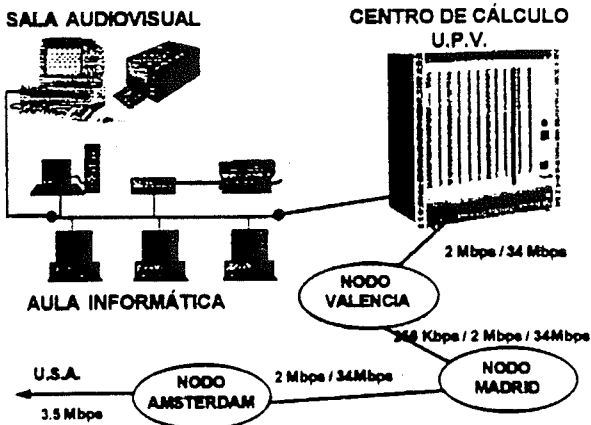 SALA AUDIOVISUAL
CENTRO DE CÁLCULO
U.P.V.
2 Mbps / 34 Mbps
AULA INFORMÁTICA
NODO
VALENCIA
Kbps / 2 Mbps / 34Mbps
NODO
MADRID
U.S.A.
3.5 Mbps
NODO
AMSTERDAM
2 Mbps / 34Mbps